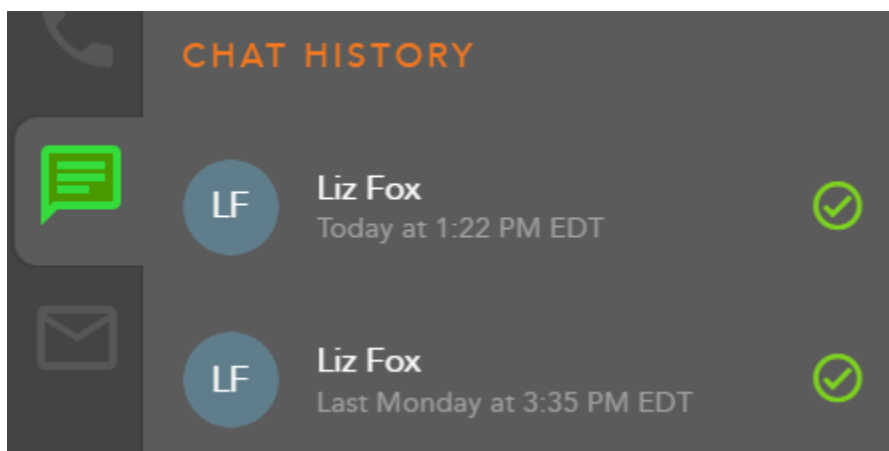 CHAT HISTORY
LF
Liz Fox
Today at 1:22 PM EDT
LF
Liz Fox
Last Monday at 3:35 PM EDT